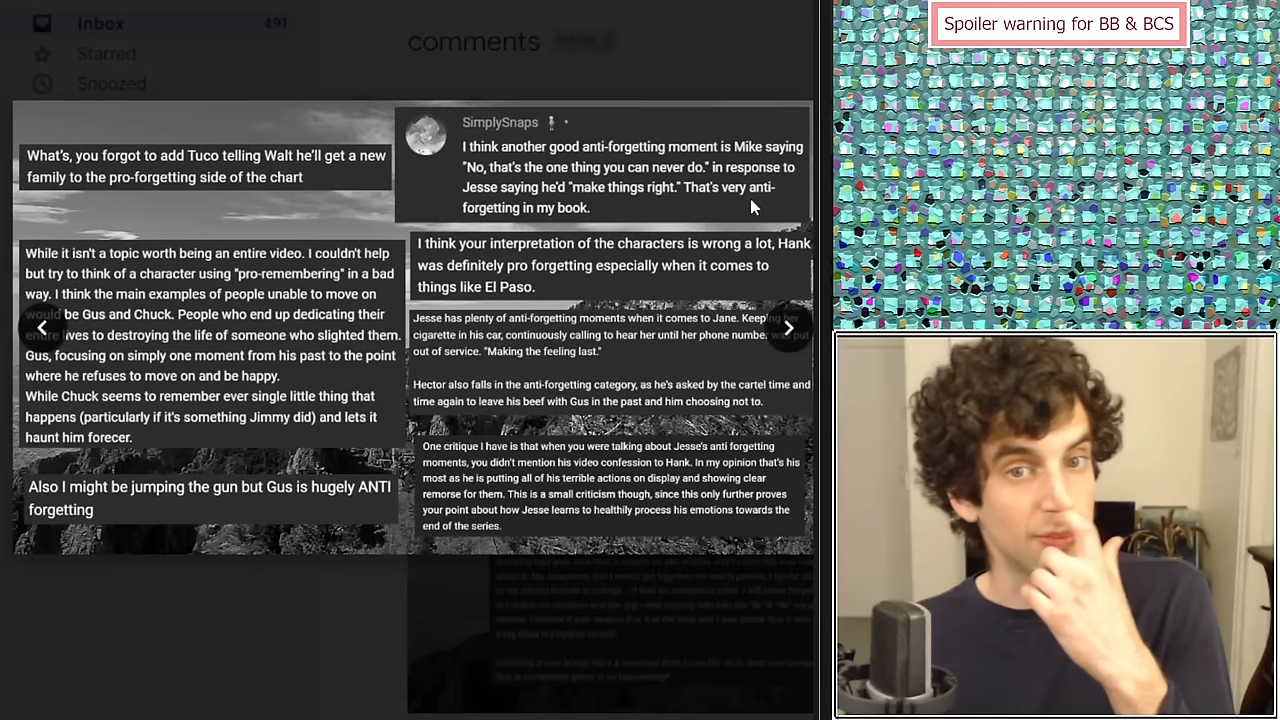 Inbox 491
Starred
Snoozed
comments
Spoiler warning for BB & BCS
What's, you forgot to add Tuco telling Walt he'll get a new
family to the pro-forgetting side of the chart
SimplySnaps
I think another good anti-forgetting moment is Mike saying
"No, that's the one thing you can never do." in response to
Jesse saying he'd "make things right." That's very anti-
forgetting in my book.
While it isn't a topic worth being an entire video. I couldn't help
but try to think of a character using "pro-remembering" in a bad
way. I think the main examples of people unable to move on
would be Gus and Chuck. People who end up dedicating their
entire lives to destroying the life of someone who slighted them.
Gus, focusing on simply one moment from his past to the point
where he refuses to move on and be happy.
While Chuck seems to remember ever single little thing that
happens (particularly if it's something Jimmy did) and lets it
haunt him forecer.
Also I might be jumping the gun but Gus is hugely ANTI
forgetting
I think your interpretation of the characters is wrong a lot, Hank
was definitely pro forgetting especially when it comes to
things like El Paso.
Jesse has plenty of anti-forgetting moments when it comes to Jane. Keeping her
cigarette in his car, continuously calling to hear her until her phone number was put
out of service. "Making the feeling last."
Hector also falls in the anti-forgetting category, as he's asked by the cartel time and
time again to leave his beef with Gus in the past and him choosing not to.
One critique I have is that when you were talking about Jesse's anti forgetting
moments, you didn't mention his video confession to Hank. In my opinion that's his
most as he is putting all of his terrible actions on display and showing clear
remorse for them. This is a small criticism though, since this only further proves
your point about how Jesse learns to healthily process his emotions towards the
end of the series.